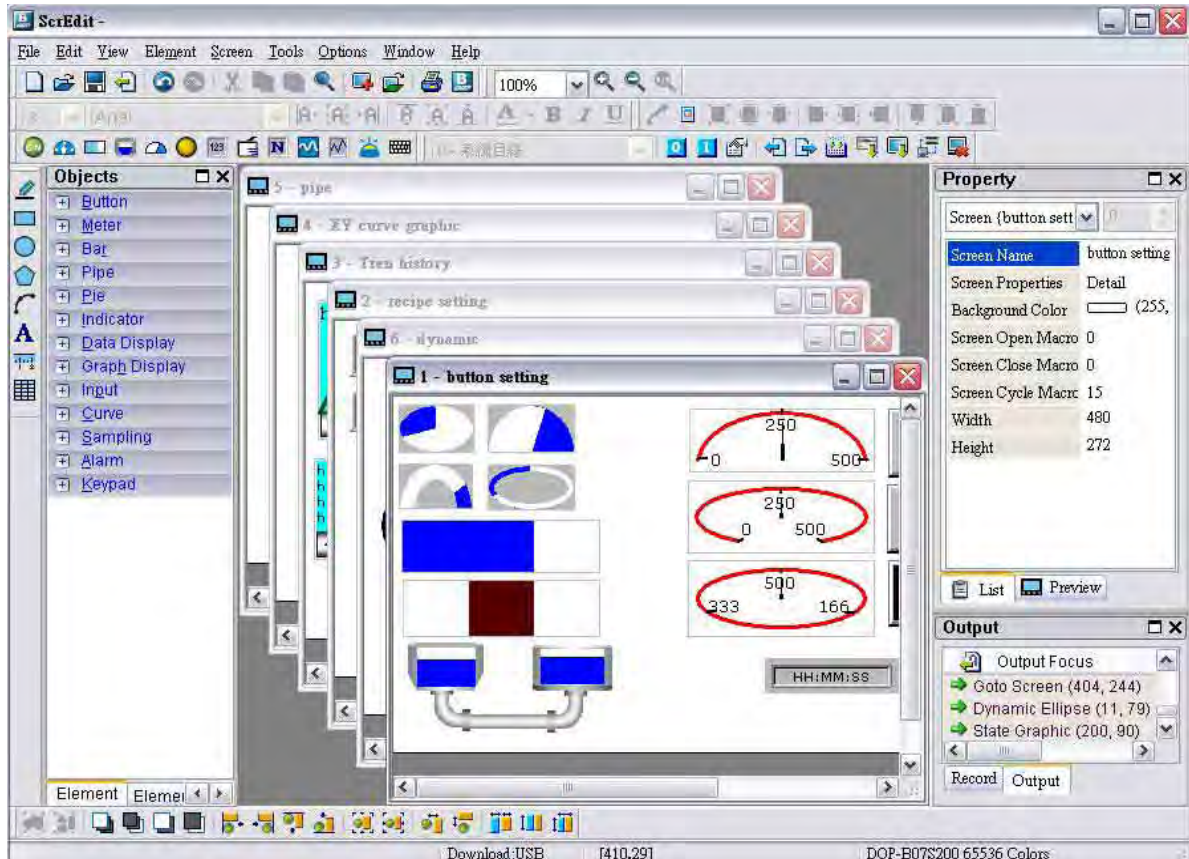 ScrEdit -
File Edit View Element Screen Tools Options Window Help
100%
A B I U
Objects
Button
Meter
Bar
Pipe
Pie
Indicator
Data Display
Graph Display
Input
Curve
Sampling
Alarm
Keypad
Element
5 - pipe
4 - XY curve graphic
3 - Tren history
2 - recipe setting
6 - dynamic
1 - button setting
250
0 500
250
0 500
500
333 166
HH:MM:SS
Property
Screen {button sett
Screen Name button setting
Screen Properties Detail
Background Color (255,
Screen Open Macro 0
Screen Close Macro 0
Screen Cycle Macrc 15
Width 480
Height 272
List Preview
Output
Output Focus
Goto Screen (404, 244)
Dynamic Ellipse (11, 79)
State Graphic (200, 90)
Record Output
Download:USB [410,29] DOP-B07S200 65536 Colors